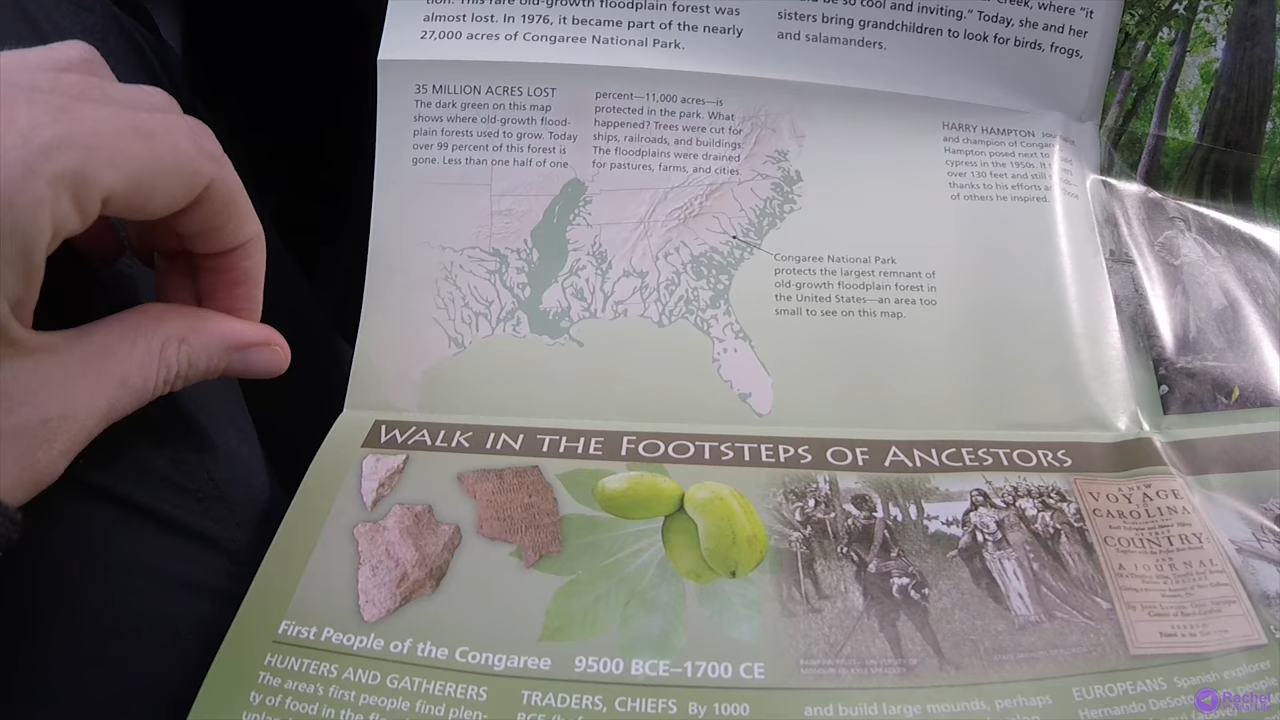 tion. This rare old-growth floodplain forest was
almost lost. In 1976, it became part of the nearly
27,000 acres of Congaree National Park.
Creek, where “it
be so cool and inviting.” Today, she and her
sisters bring grandchildren to look for birds, frogs,
and salamanders.
35 MILLION ACRES LOST
The dark green on this map
shows where old-growth flood-
plain forests used to grow. Today
over 99 percent of this forest is
gone. Less than one half of one
percent—11,000 acres—is
protected in the park. What
happened? Trees were cut for
ships, railroads, and buildings.
The floodplains were drained
for pastures, farms, and cities.
HARRY HAMPTON
and champion of
Hampton posed next to
cypress in the 1950s. It
over 130 feet and still
thanks to his efforts
of others he inspired.
Congaree National Park
protects the largest remnant of
old-growth floodplain forest in
the United States—an area too
small to see on this map.
WALK IN THE FOOTSTEPS OF ANCESTORS
A NEW
VOYAGE
TO
CAROLINA
COUNTRY:
AND
A JOURNAL
LONDON
First People of the Congaree 9500 BCE–1700 CE
HUNTERS AND GATHERERS
The area’s first people find plen-
ty of food in the
TRADERS, CHIEFS By 1000
and build large mounds, perhaps
EUROPEANS Spanish explorer
Hernando DeSoto
Rachel